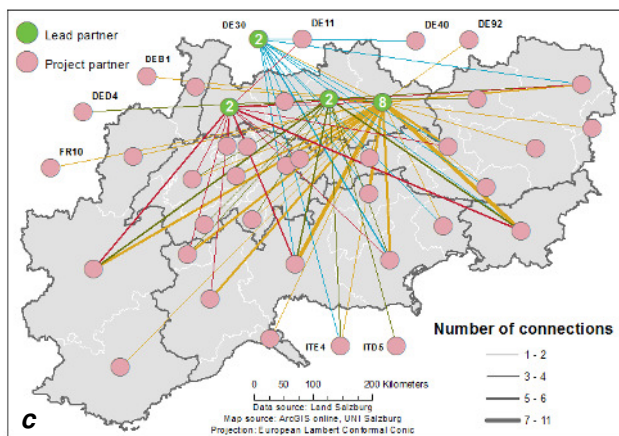 Lead partner
Project partner
DE30
DE11
DE40
DE92
DEB1
DED4
FR10
2
2
2
8
ITE4
ITD5
Number of connections
1 - 2
3 - 4
5 - 6
7 - 11
0 50 100 200 Kilometers
Data source: Land Salzburg
Map source: ArcGIS online, UNI Salzburg
Projection: European Lambert Conformal Conic
c